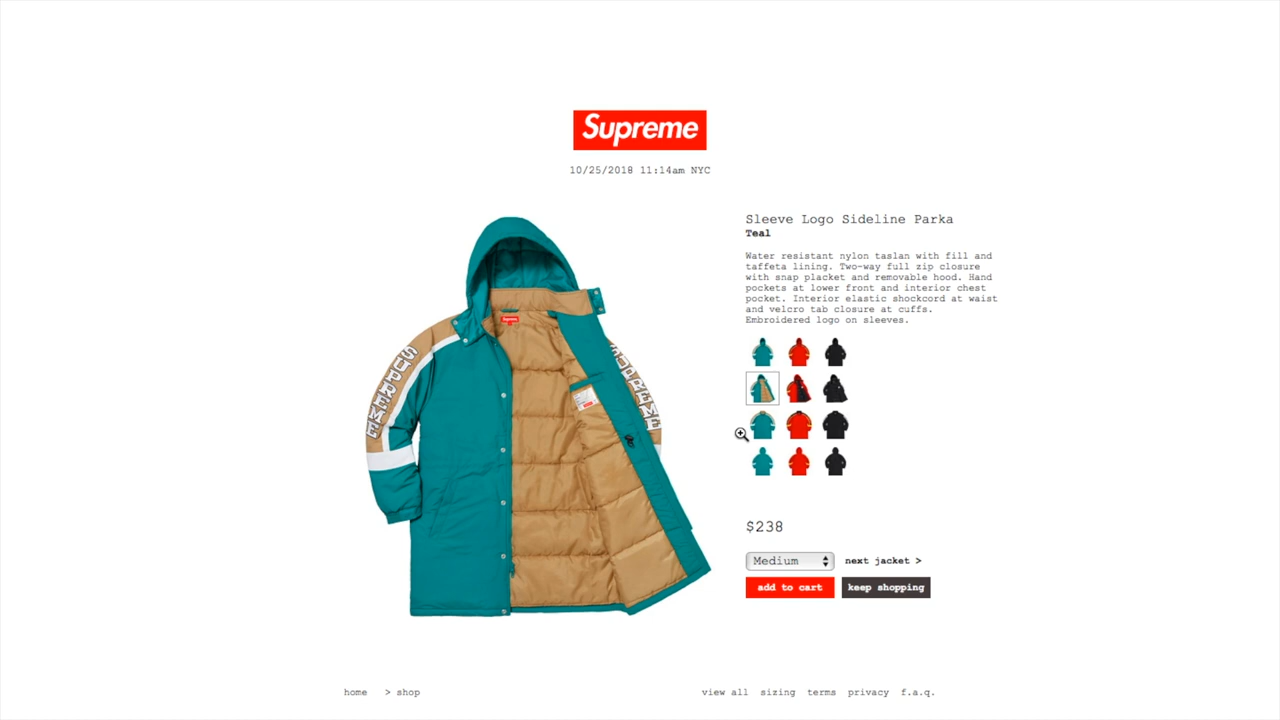 Supreme
10/25/2018 11:14am NYC
Sleeve Logo Sideline Parka
Teal
Water resistant nylon taslan with fill and
taffeta lining. Two-way full zip closure
with snap placket and removable hood. Hand
pockets at lower front and interior chest
pocket. Interior elastic shockcord at waist
and velcro tab closure at cuffs.
Embroidered logo on sleeves.
Supreme
SUPREME
SUPREME
$238
Medium
next jacket >
add to cart
keep shopping
home > shop
view all sizing terms privacy f.a.q.